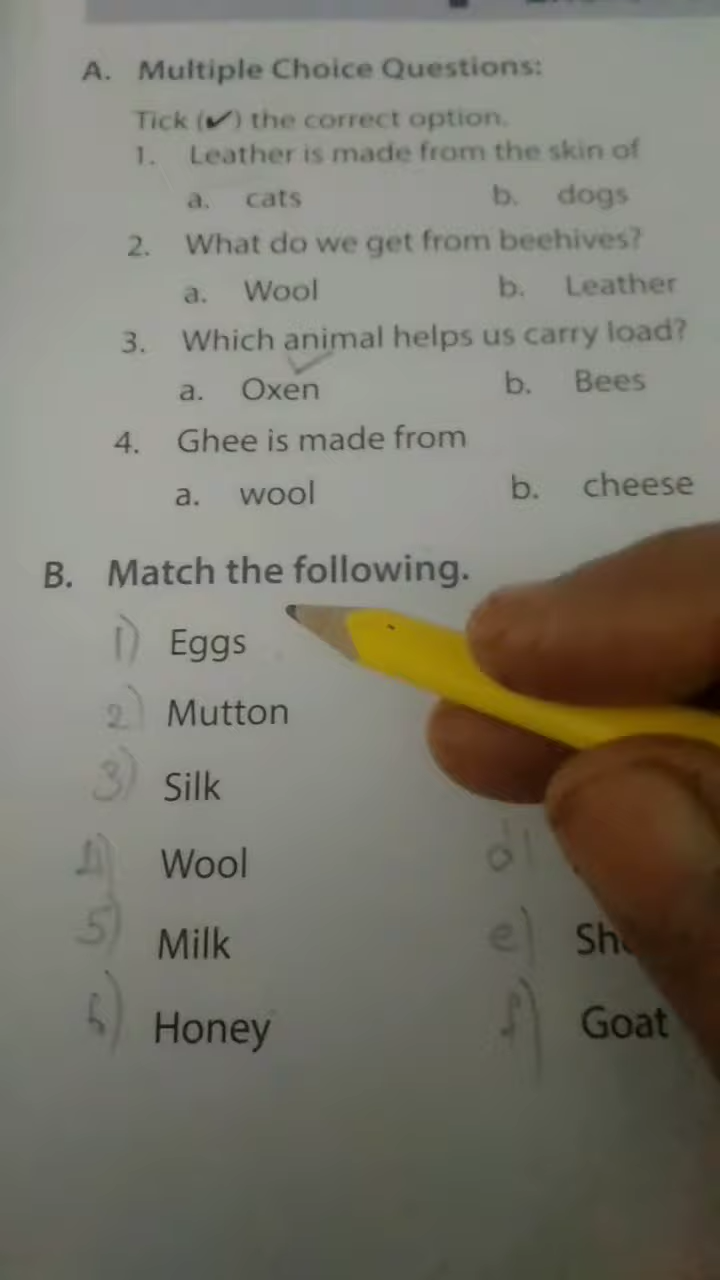 A. Multiple Choice Questions:
Tick (✔) the correct option.
1. Leather is made from the skin of
a. cats b. dogs
2. What do we get from beehives?
a. Wool b. Leather
3. Which animal helps us carry load?
a. Oxen b. Bees
4. Ghee is made from
a. wool b. cheese
B. Match the following.
1) Eggs
2) Mutton
3) Silk
Wool d)
5) Milk e)
Honey f) Goat